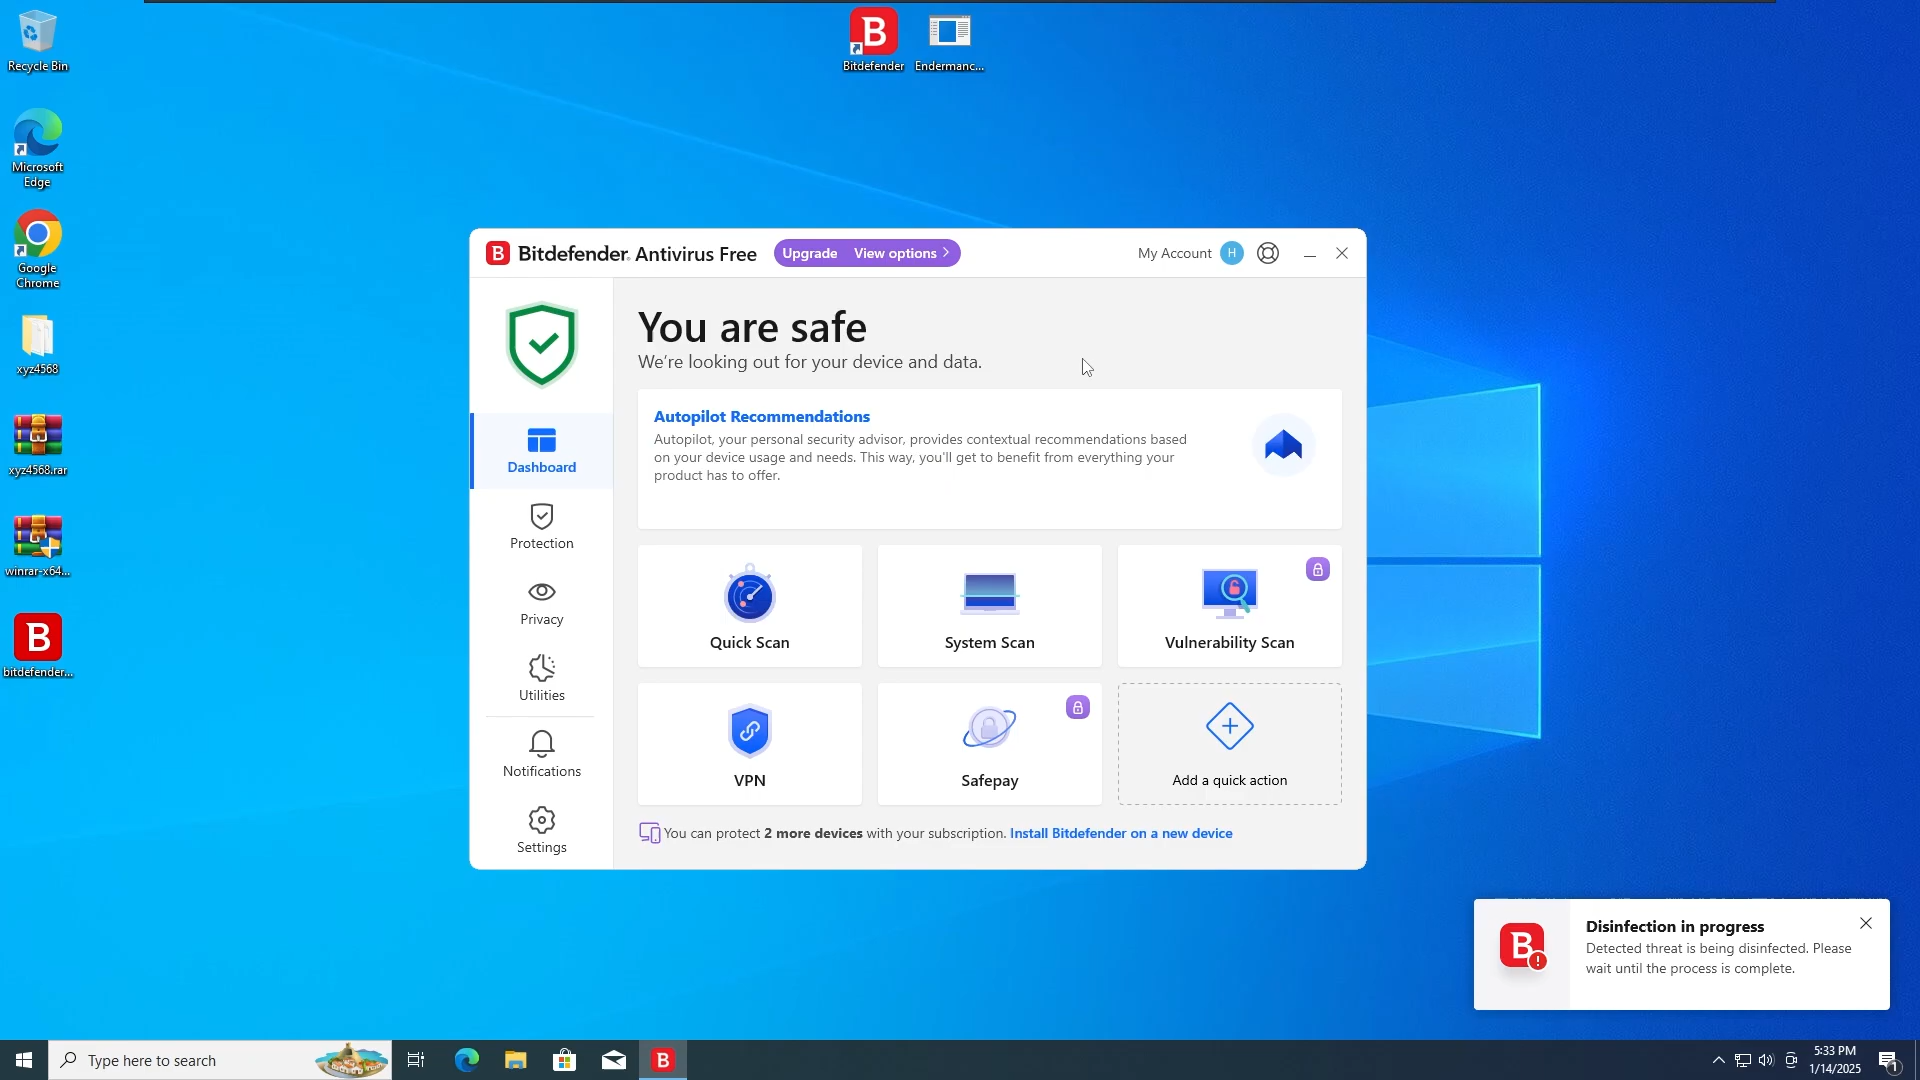 Recycle Bin
Bitdefender
Endermanc...
Microsoft
Edge
Google
Chrome
xyz4568
xyz4568.rar
winrar-x64...
bitdefender...
B Bitdefender Antivirus Free
Upgrade View options
My Account H
You are safe
We're looking out for your device and data.
Autopilot Recommendations
Autopilot, your personal security advisor, provides contextual recommendations based
on your device usage and needs. This way, you'll get to benefit from everything your
product has to offer.
Dashboard
Protection
Privacy
Utilities
Notifications
Settings
Quick Scan
System Scan
Vulnerability Scan
VPN
Safepay
Add a quick action
You can protect 2 more devices with your subscription. Install Bitdefender on a new device
Disinfection in progress
Detected threat is being disinfected. Please
wait until the process is complete.
Type here to search
5:33 PM
1/14/2025
1